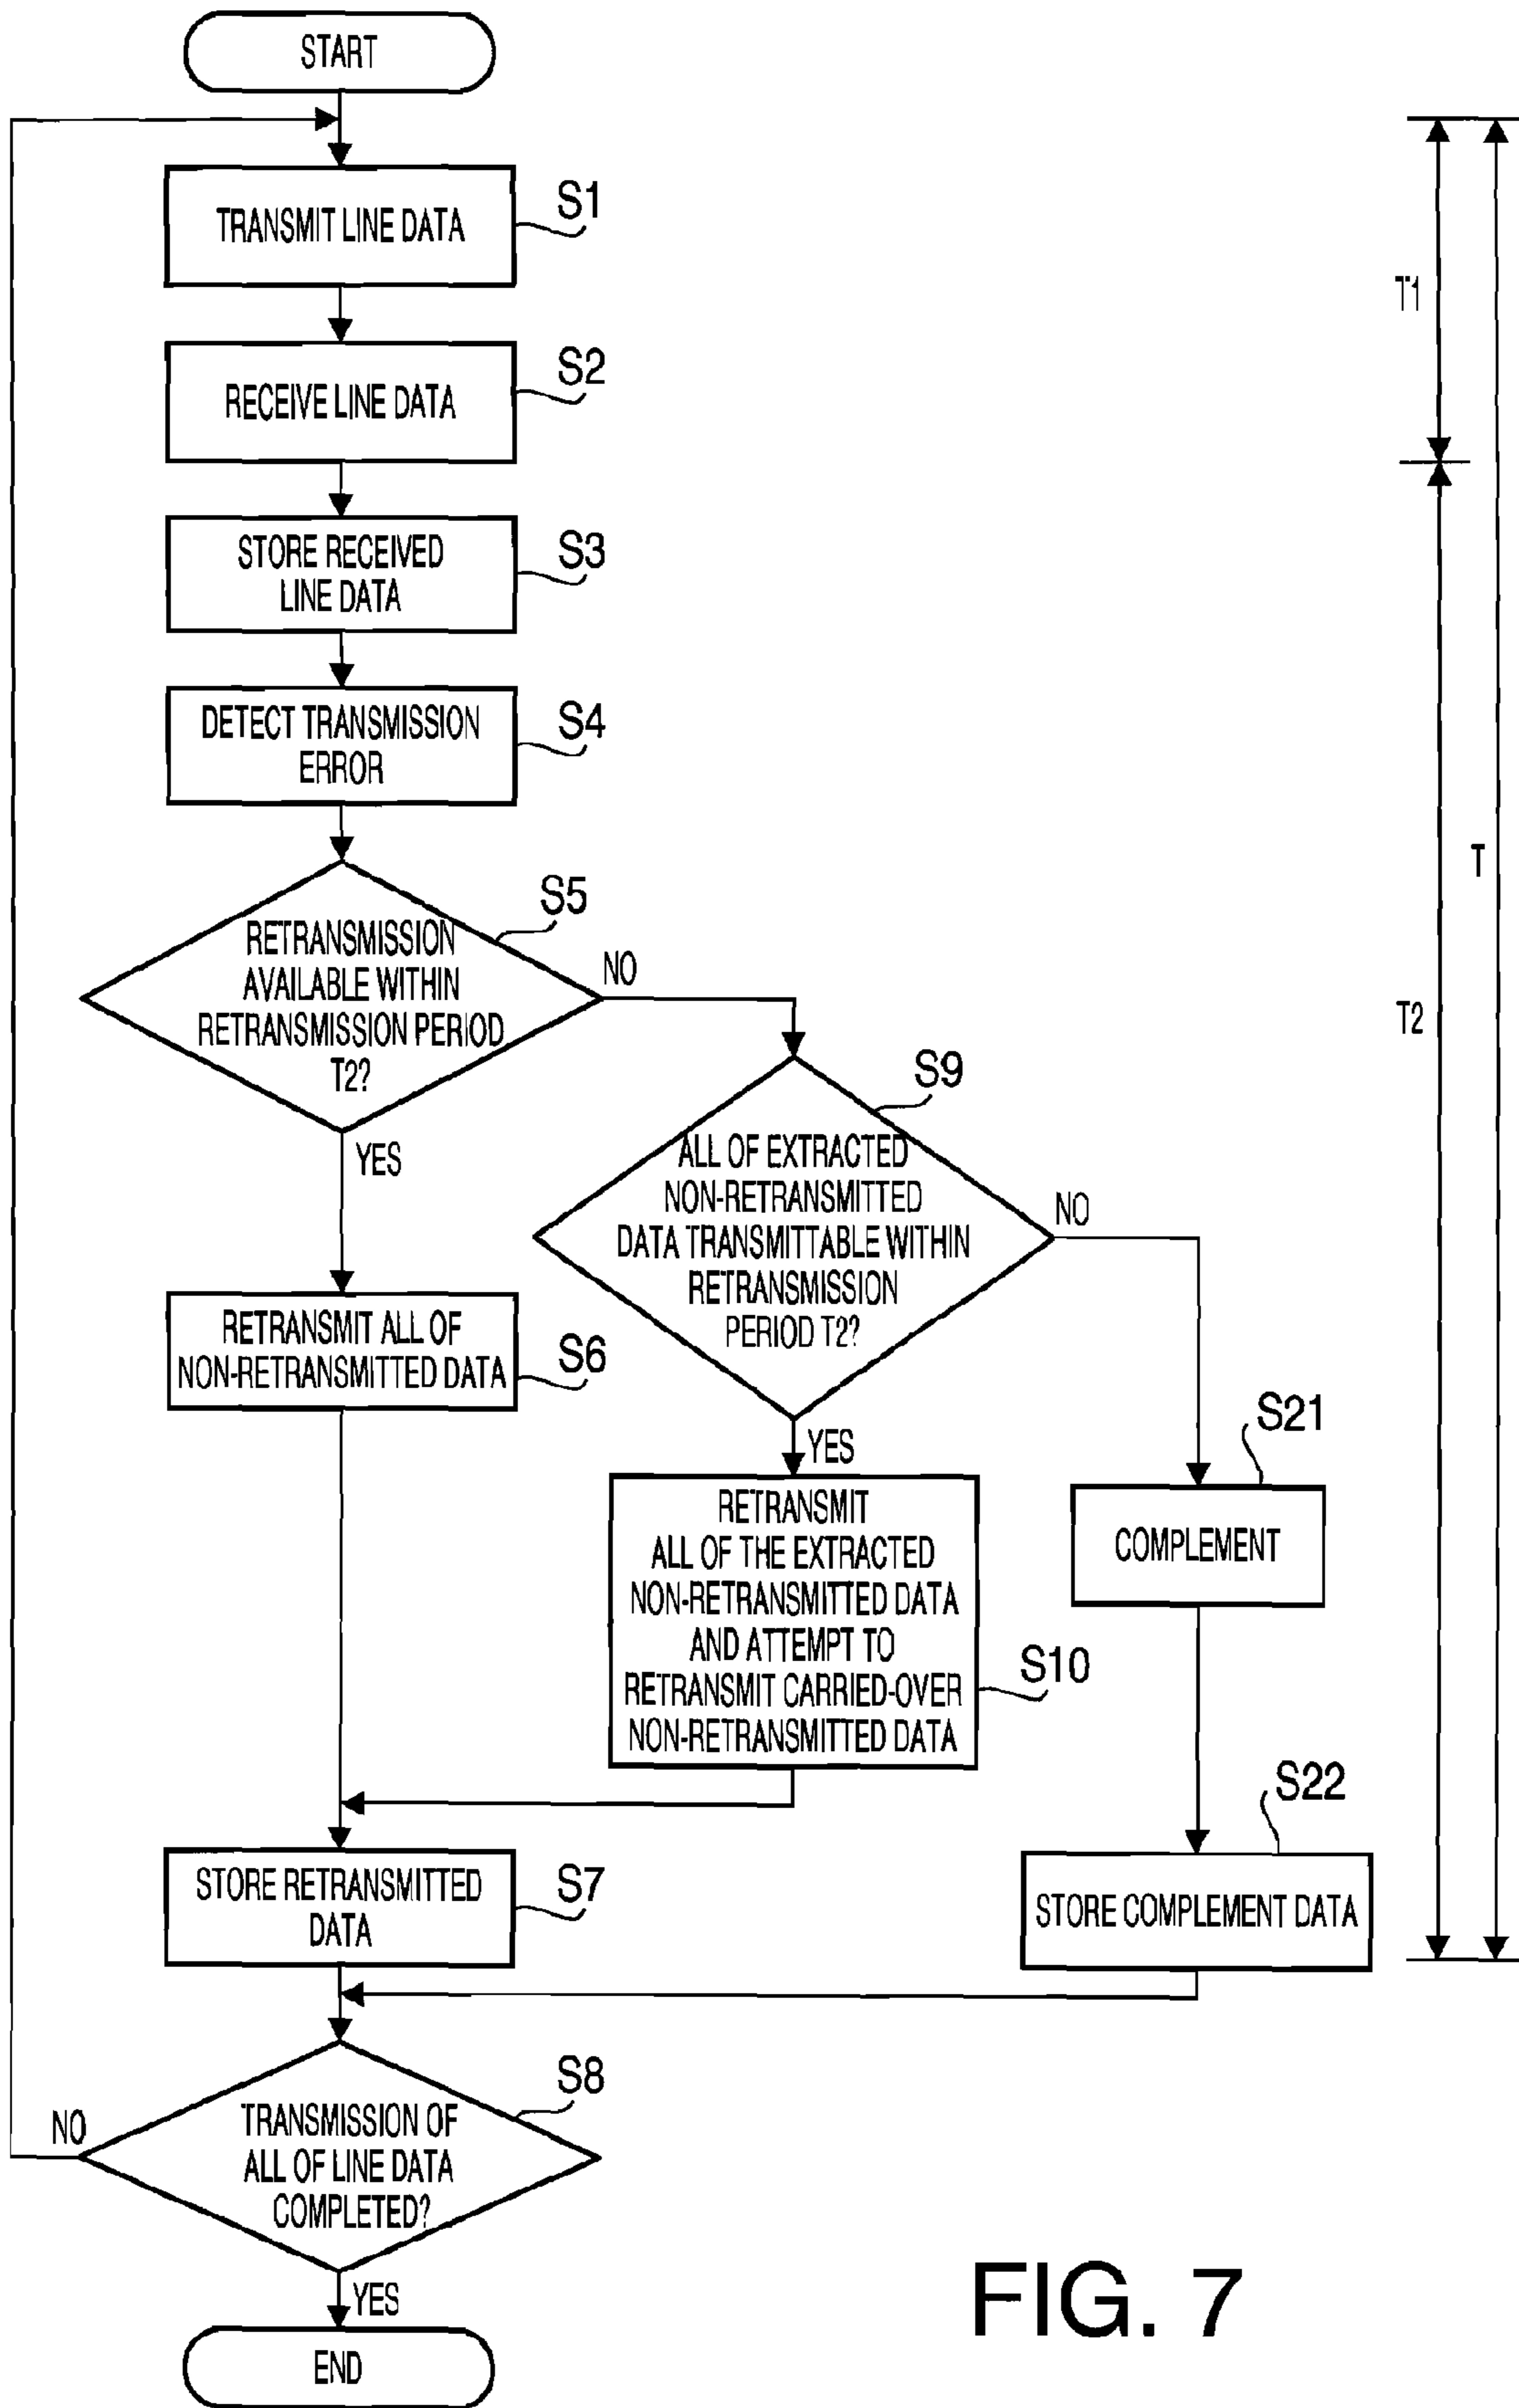 START
TRANSMIT LINE DATA
S1
T1
RECEIVE LINE DATA
S2
STORE RECEIVED
LINE DATA
S3
DETECT TRANSMISSION
ERROR
S4
T
RETRANSMISSION
AVAILABLE WITHIN
RETRANSMISSION PERIOD
T2?
S5
NO
YES
T2
S9
ALL OF EXTRACTED
NON-RETRANSMITTED
DATA TRANSMITTABLE WITHIN
RETRANSMISSION
PERIOD T2?
NO
YES
RETRANSMIT ALL OF
NON-RETRANSMITTED DATA
S6
RETRANSMIT
ALL OF THE EXTRACTED
NON-RETRANSMITTED DATA
AND ATTEMPT TO
RETRANSMIT CARRIED-OVER
NON-RETRANSMITTED DATA
S10
S21
COMPLEMENT
S22
STORE COMPLEMENT DATA
STORE RETRANSMITTED
DATA
S7
S8
TRANSMISSION OF
ALL OF LINE DATA
COMPLETED?
NO
YES
END
FIG. 7